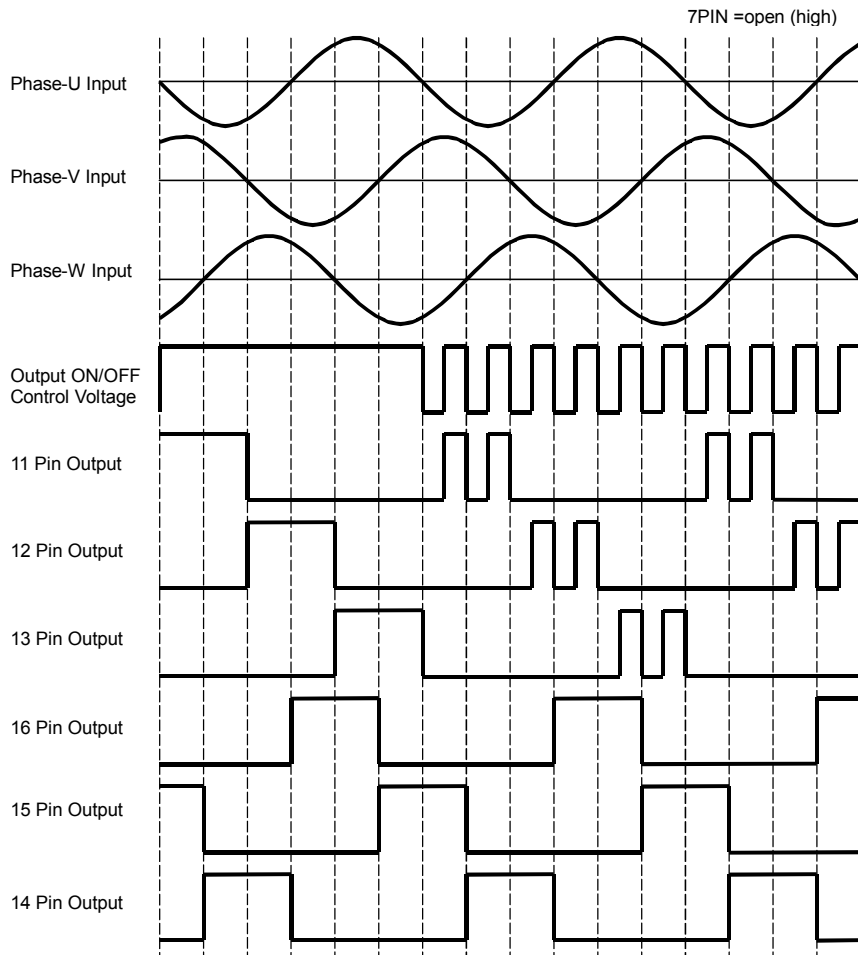 7PIN =open (high)
Phase-U Input
Phase-V Input
Phase-W Input
Output ON/OFF
Control Voltage
11 Pin Output
12 Pin Output
13 Pin Output
16 Pin Output
15 Pin Output
14 Pin Output